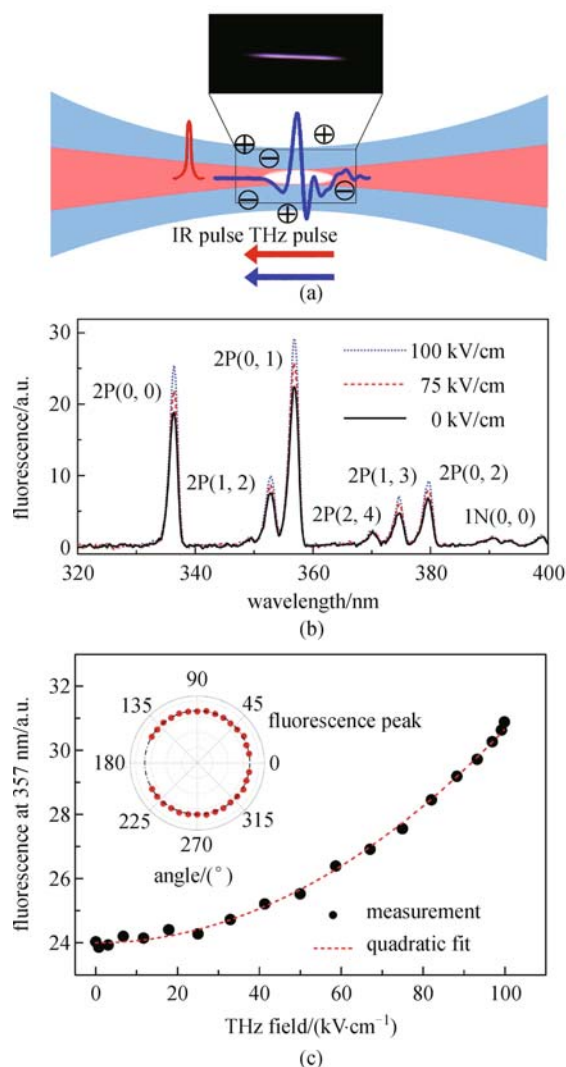 IR pulse THz pulse
(a)
30
20
10
0
2P(0, 0)
2P(1, 2)
2P(0, 1)
2P(2, 4)
2P(1, 3)
2P(0, 2)
1N(0, 0)
100 kV/cm
75 kV/cm
0 kV/cm
fluorescence/a.u.
320 340 360 380 400
wavelength/nm
(b)
32
30
28
26
24
fluorescence at 357 nm/a.u.
90
135 45
180 0
225 315
270
fluorescence peak
angle/(°)
measurement
quadratic fit
0 20 40 60 80 100
THz field/(kV·cm⁻¹)
(c)